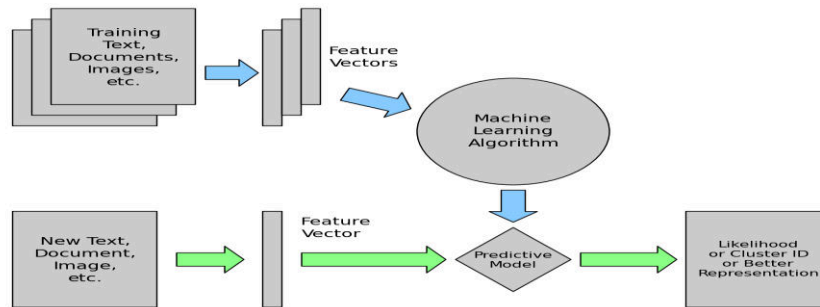 Training
Text,
Documents,
Images,
etc.
Feature
Vectors
Machine
Learning
Algorithm
New Text,
Document,
Image,
etc.
Feature
Vector
Predictive
Model
Likelihood
or Cluster ID
or Better
Representation